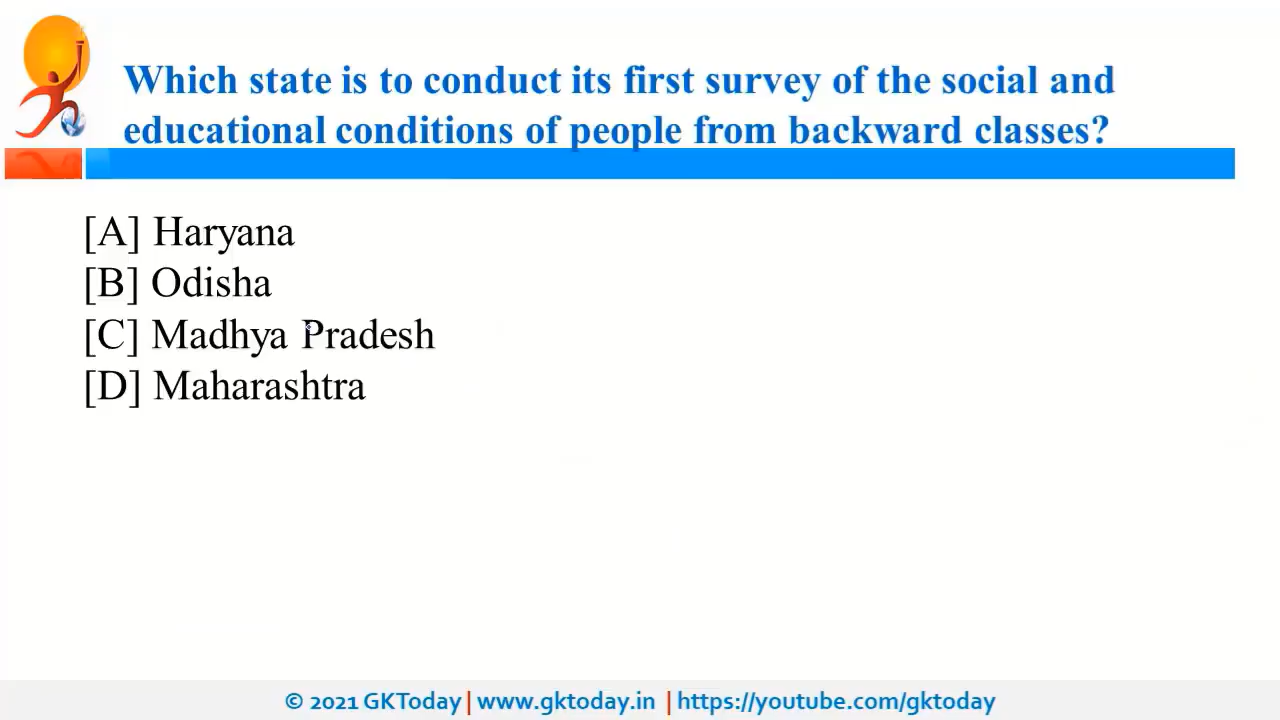 Which state is to conduct its first survey of the social and
educational conditions of people from backward classes?
[A] Haryana
[B] Odisha
[C] Madhya Pradesh
[D] Maharashtra
© 2021 GKToday | www.gktoday.in | https://youtube.com/gktoday